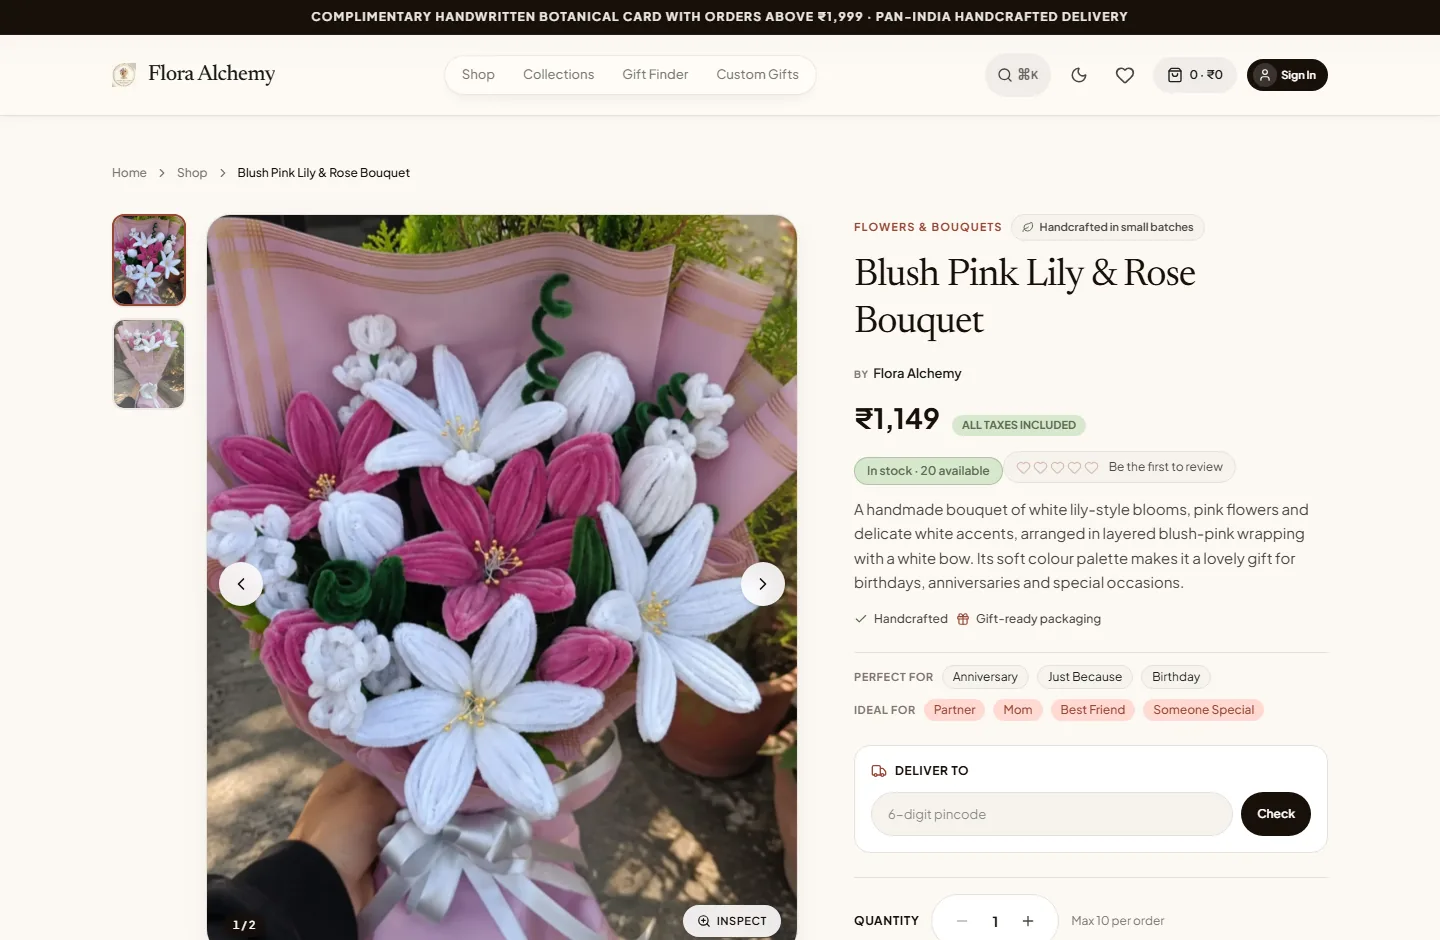 COMPLIMENTARY HANDWRITTEN BOTANICAL CARD WITH ORDERS ABOVE ₹1,999 · PAN-INDIA HANDCRAFTED DELIVERY
Flora Alchemy
Shop
Collections
Gift Finder
Custom Gifts
⌘K
0 · ₹0
Sign In
Home > Shop > Blush Pink Lily & Rose Bouquet
FLOWERS & BOUQUETS
Handcrafted in small batches
Blush Pink Lily & Rose
Bouquet
BY Flora Alchemy
₹1,149
ALL TAXES INCLUDED
In stock · 20 available
Be the first to review
A handmade bouquet of white lily-style blooms, pink flowers and
delicate white accents, arranged in layered blush-pink wrapping
with a white bow. Its soft colour palette makes it a lovely gift for
birthdays, anniversaries and special occasions.
Handcrafted
Gift-ready packaging
PERFECT FOR
Anniversary
Just Because
Birthday
IDEAL FOR
Partner
Mom
Best Friend
Someone Special
DELIVER TO
6-digit pincode
Check
QUANTITY
1
Max 10 per order
1/2
INSPECT